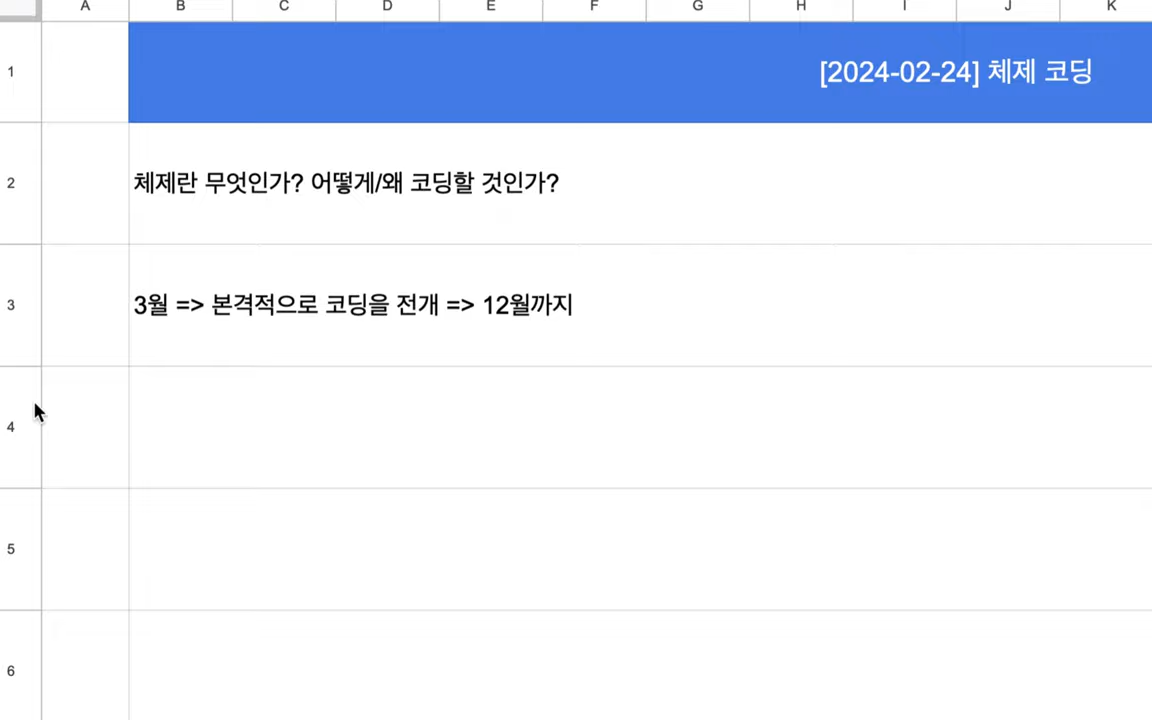 A B C D E F G H I J K
1 [2024-02-24] 체제 코딩
2 체제란 무엇인가? 어떻게/왜 코딩할 것인가?
3 3월 => 본격적으로 코딩을 전개 => 12월까지
4
5
6